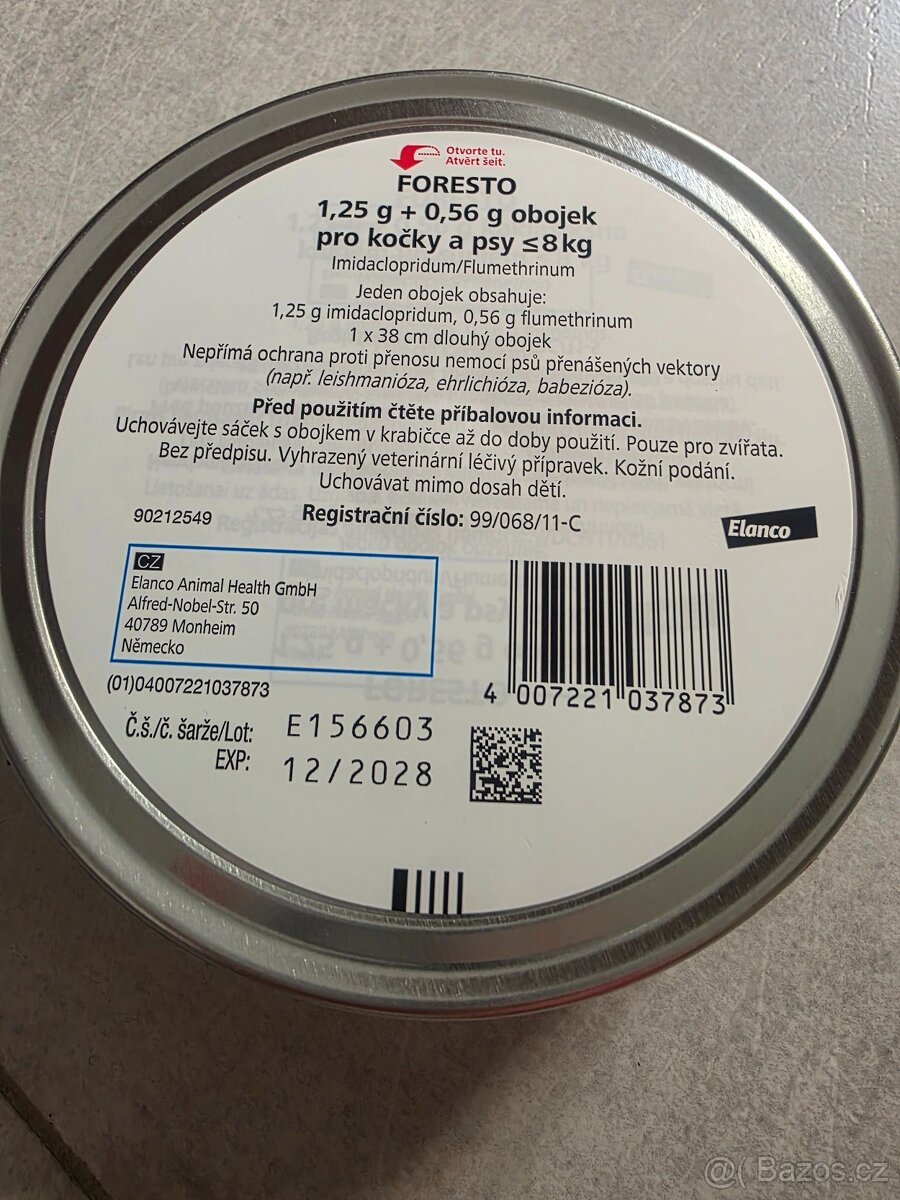 Otvorte tu.
Atvērt šeit.
FORESTO
1,25 g + 0,56 g obojek
pro kočky a psy ≤ 8 kg
Imidaclopridum/Flumethrinum
Jeden obojek obsahuje:
1,25 g imidaclopridum, 0,56 g flumethrinum
1 x 38 cm dlouhý obojek
Nepřímá ochrana proti přenosu nemocí psů přenášených vektory
(např. leishmanióza, ehrlichióza, babezióza).
Před použitím čtěte příbalovou informaci.
Uchovávejte sáček s obojkem v krabičce až do doby použití. Pouze pro zvířata.
Bez předpisu. Vyhrazený veterinární léčivý přípravek. Kožní podání.
Uchovávat mimo dosah dětí.
90212549
Registrační číslo: 99/068/11-C
Elanco
CZ
Elanco Animal Health GmbH
Alfred-Nobel-Str. 50
40789 Monheim
Německo
(01)04007221037873
4 007221 037873
Č.š./č. šarže/Lot: E156603
EXP: 12/2028
@( Bazos.cz